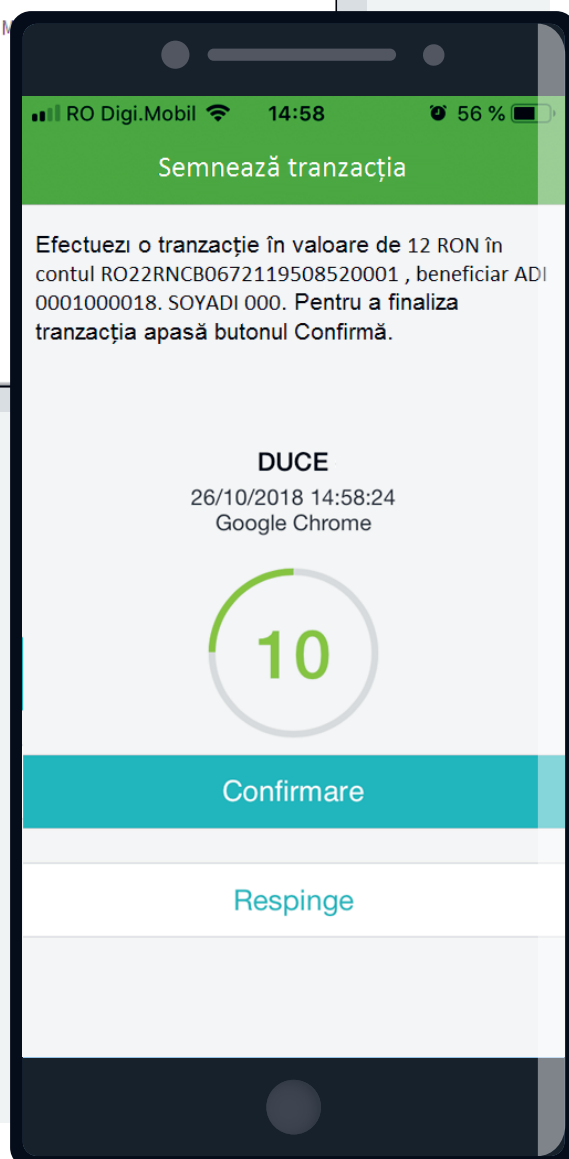 M
RO Digi.Mobil 14:58 56 %
Semnează tranzacția
Efectuezı o tranzacție în valoare de 12 RON în
contul RO22RNCB0672119508520001 , beneficiar ADI
0001000018. SOYADI 000. Pentru a finaliza
tranzacția apasă butonul Confirmă.
DUCE
26/10/2018 14:58:24
Google Chrome
10
Confirmare
Respinge